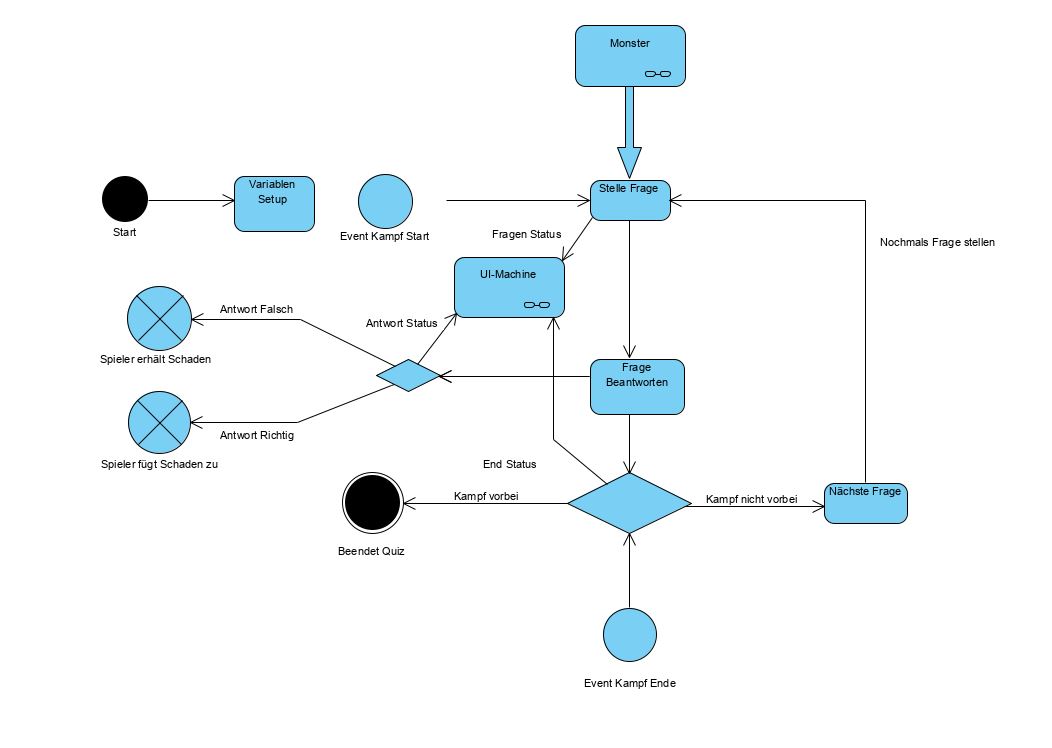 Monster
Variablen
Setup
Stelle Frage
Start
Event Kampf Start
Fragen Status
Nochmals Frage stellen
UI-Machine
Antwort Falsch
Antwort Status
Spieler erhält Schaden
Frage
Beantworten
Antwort Richtig
Spieler fügt Schaden zu
End Status
Kampf vorbei
Kampf nicht vorbei
Nächste Frage
Beendet Quiz
Event Kampf Ende